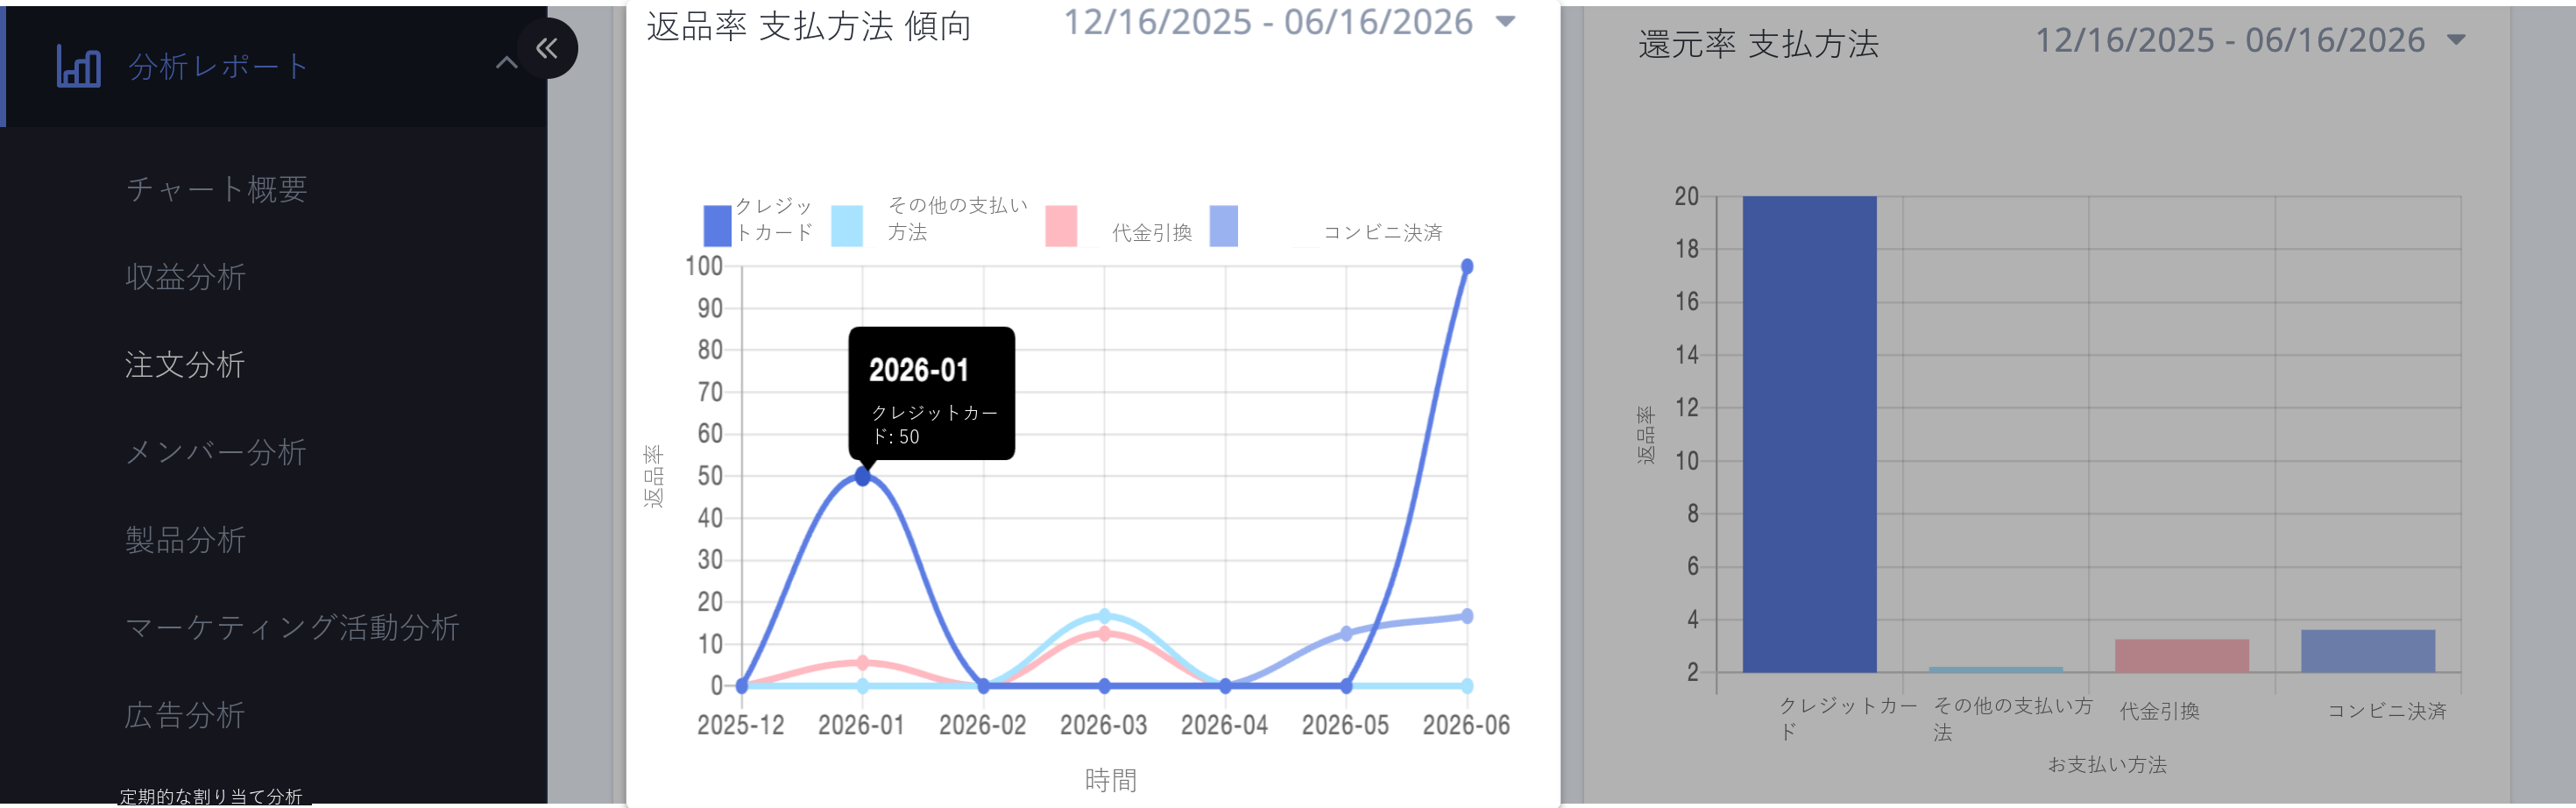 分析レポート
チャート概要
収益分析
注文分析
メンバー分析
製品分析
マーケティング活動分析
広告分析
定期的な割り当て分析
返品率 支払方法 傾向
12/16/2025 - 06/16/2026
クレジッ
トカード
その他の支払い
方法
代金引換
コンビニ決済
返品率
100
90
80
70
60
50
40
30
20
10
0
2026-01
クレジットカー
ド: 50
2025-12 2026-01 2026-02 2026-03 2026-04 2026-05 2026-06
時間
還元率 支払方法
12/16/2025 - 06/16/2026
返品率
20
18
16
14
12
10
8
6
4
2
クレジットカー
ド
その他の支払い方
法
代金引換
コンビニ決済
お支払い方法